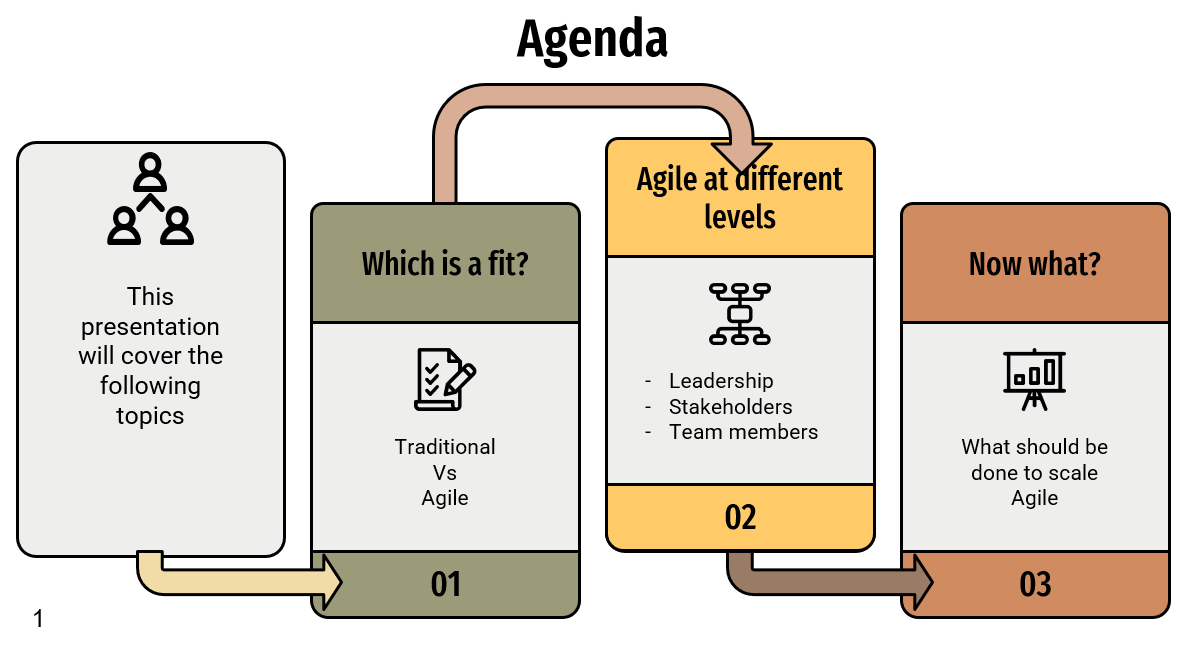 Agenda
This
presentation
will cover the
following
topics
Which is a fit?
Traditional
Vs
Agile
01
Agile at different
levels
- Leadership
- Stakeholders
- Team members
02
Now what?
What should be
done to scale
Agile
03
1